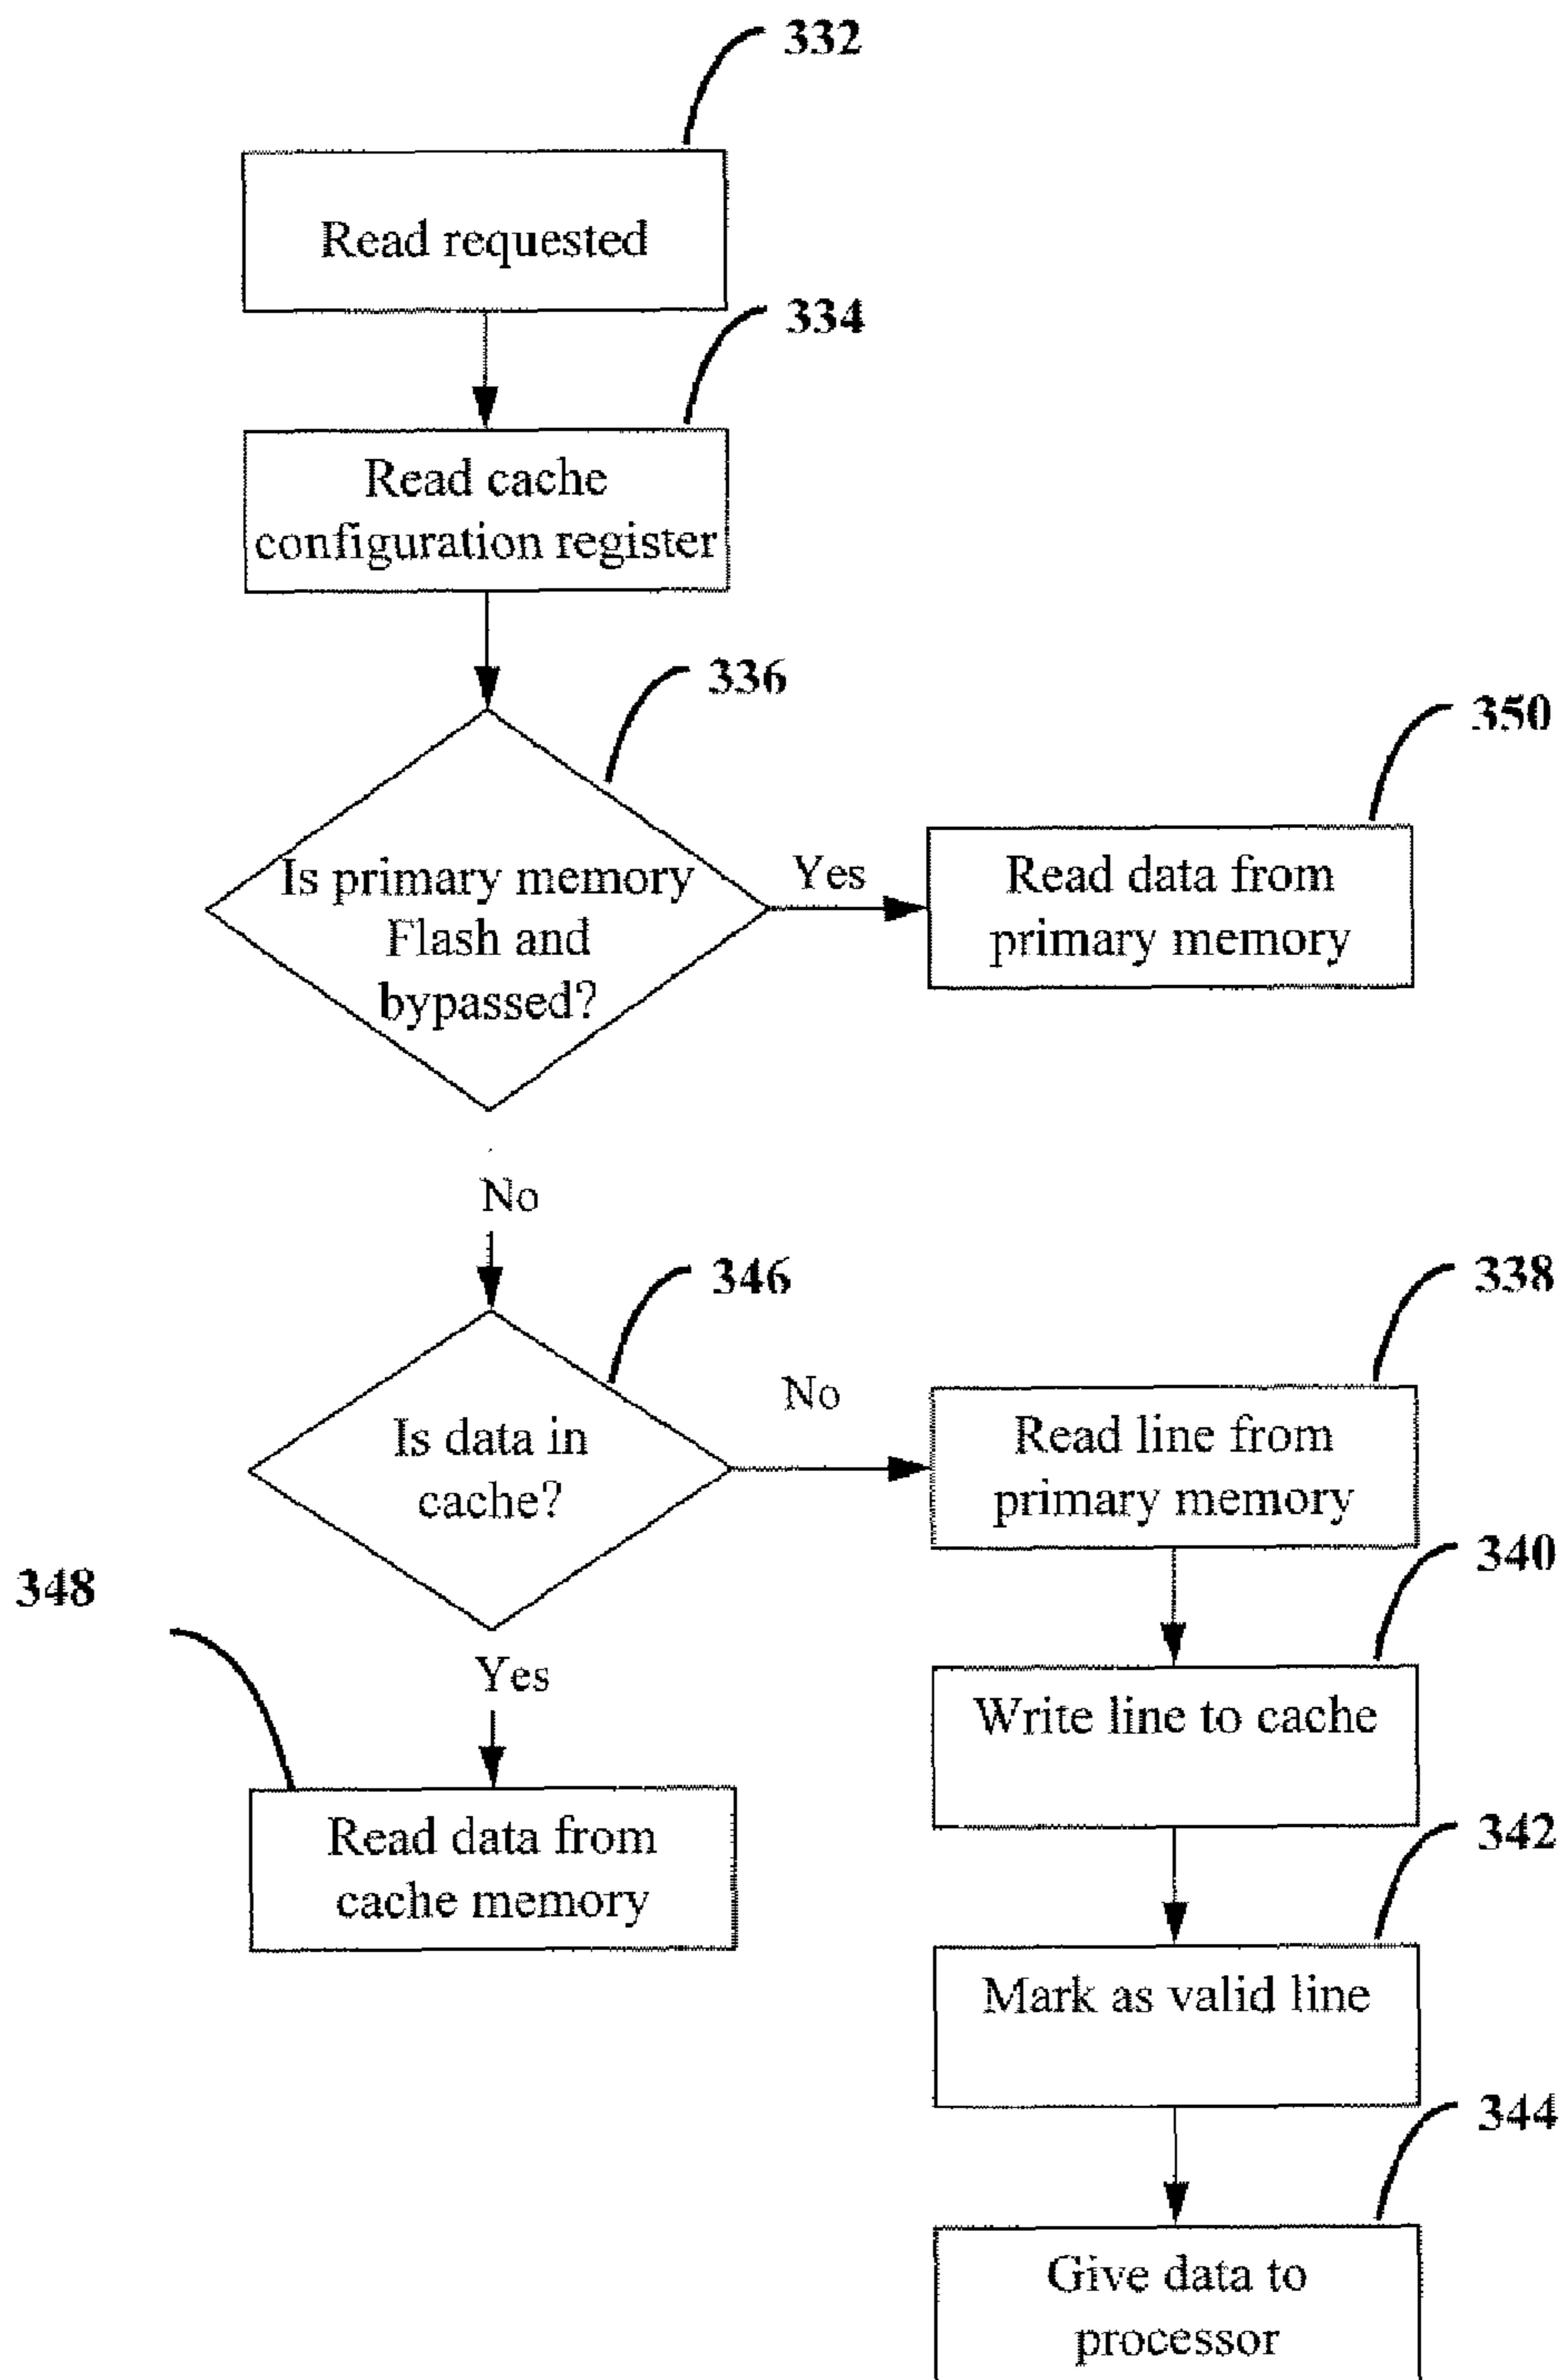 332
Read requested
334
Read cache
configuration register
336
350
Is primary memory
Flash and
bypassed?
Yes
Read data from
primary memory
No
346
338
Is data in
cache?
No
Read line from
primary memory
340
348
Yes
Write line to cache
Read data from
cache memory
342
Mark as valid line
344
Give data to
processor